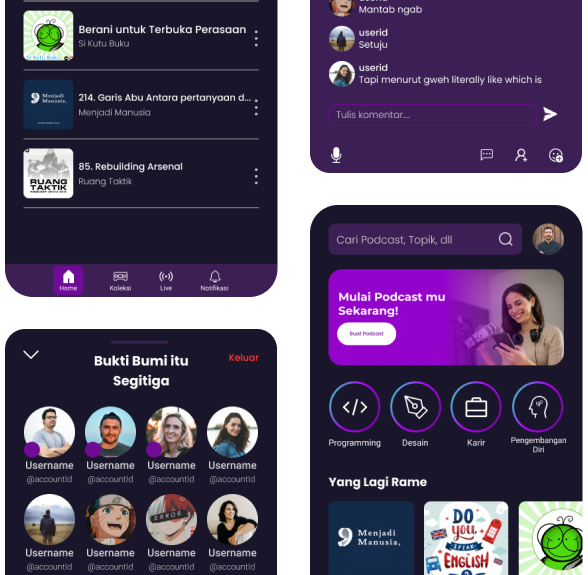 Berani untuk Terbuka Perasaan
Si Kutu Buku
Si Kutu Buku
Menjadi
Manusia.
214. Garis Abu Antara pertanyaan d...
Menjadi Manusia
RUANG
TAKTIK
85. Rebuilding Arsenal
Ruang Taktik
Home
Koleksi
Live
Notifikasi
userid
Mantab ngab
userid
Setuju
userid
Tapi menurut gweh literally like which is
Tulis komentar...
Bukti Bumi itu
Segitiga
Keluar
Username
Username
Username
Username
@accountId
@accountId
@accountId
@accountId
ERROR
Username
Username
Username
Username
@accountId
@accountId
@accountId
@accountId
Cari Podcast, Topik, dll
Mulai Podcast mu
Sekarang!
Buat Podcast
Programming
Desain
Karir
Pengembangan
Diri
Yang Lagi Rame
Menjadi
Manusia.
DO
YOU
SPEAK
ENGLISH